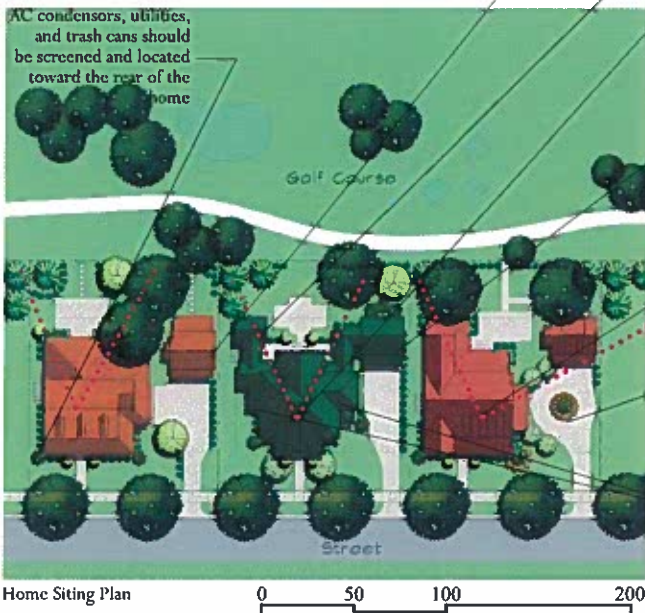 AC condensors, utilities,
and trash cans should
be screened and located
toward the rear of the
home
Golf Course
Street
Home Siting Plan
0 50 100 200